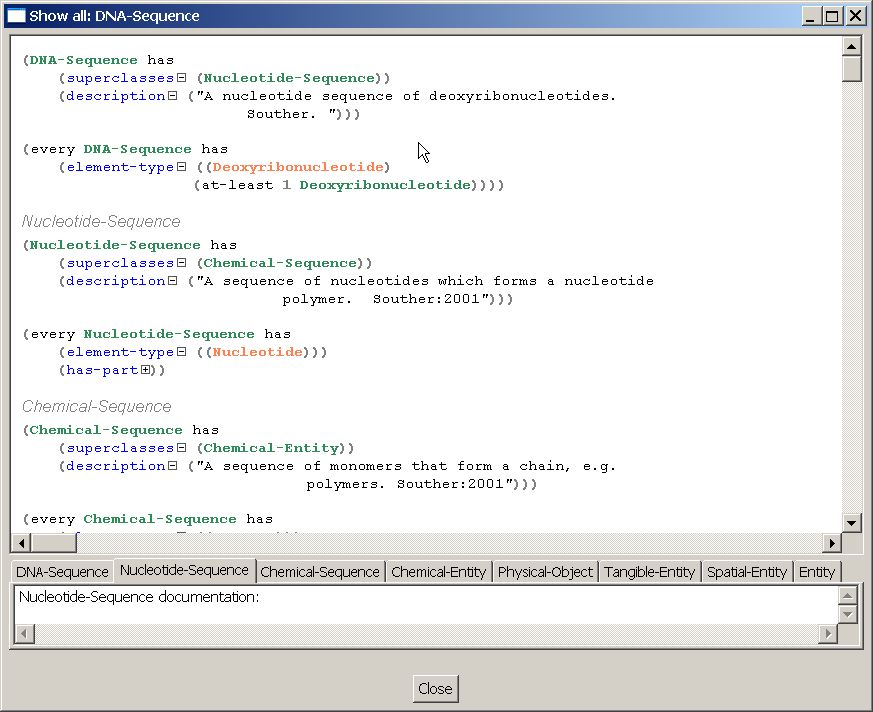 Show all: DNA-Sequence
(DNA-Sequence has
(superclasses (Nucleotide-Sequence))
(description ("A nucleotide sequence of deoxyribonucleotides.
Souther. ")))
(every DNA-Sequence has
(element-type ((Deoxyribonucleotide)
(at-least 1 Deoxyribonucleotide))))
Nucleotide-Sequence
(Nucleotide-Sequence has
(superclasses (Chemical-Sequence))
(description ("A sequence of nucleotides which forms a nucleotide
polymer.  Souther:2001")))
(every Nucleotide-Sequence has
(element-type ((Nucleotide)))
(has-part))
Chemical-Sequence
(Chemical-Sequence has
(superclasses (Chemical-Entity))
(description ("A sequence of monomers that form a chain, e.g.
polymers. Souther:2001")))
(every Chemical-Sequence has
DNA-Sequence Nucleotide-Sequence Chemical-Sequence Chemical-Entity Physical-Object Tangible-Entity Spatial-Entity Entity
Nucleotide-Sequence documentation:
Close